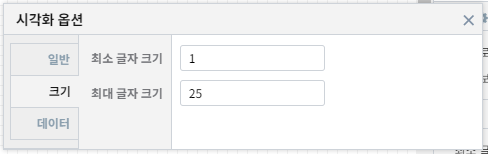 시각화 옵션
일반
최소 글자 크기 1
크기
최대 글자 크기 25
데이터